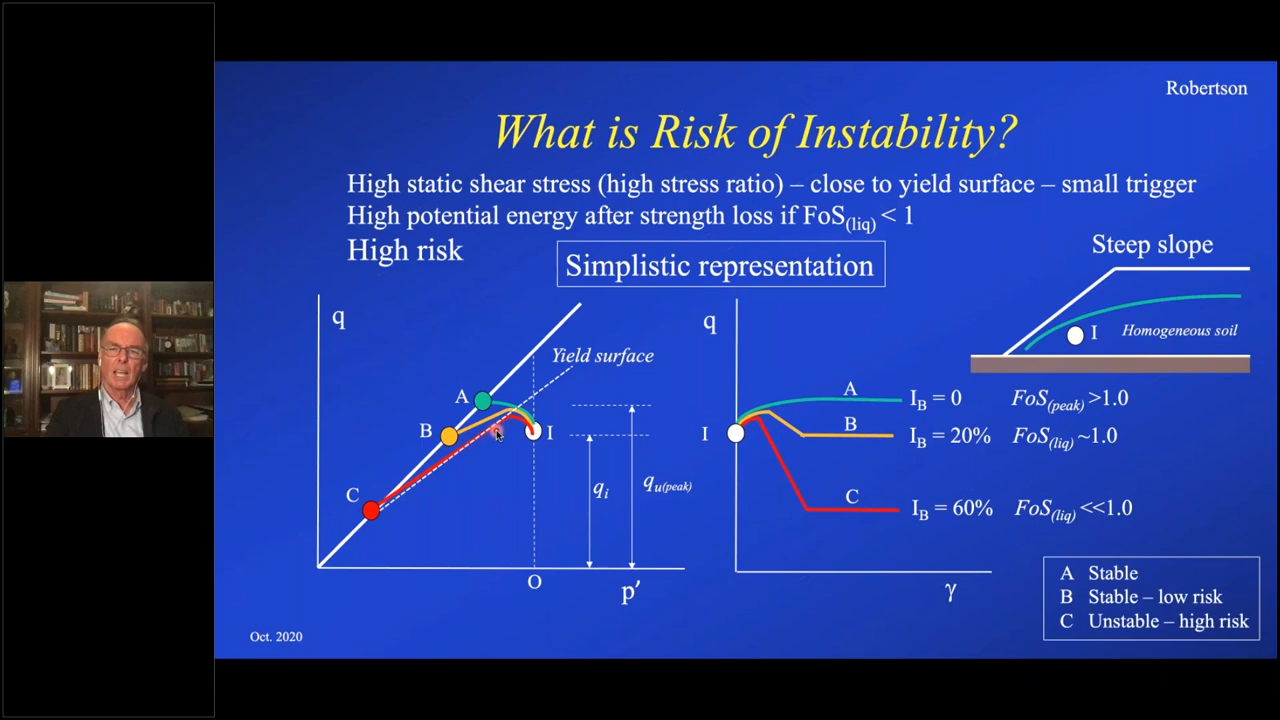 Robertson
What is Risk of Instability?
High static shear stress (high stress ratio) – close to yield surface – small trigger
High potential energy after strength loss if FoS(liq) < 1
High risk
Simplistic representation
Steep slope
I
Homogeneous soil
q
Yield surface
A
B
I
C
qi
qu(peak)
O
p’
q
I
A
IB = 0
FoS(peak) >1.0
B
IB = 20%
FoS(liq) ~1.0
C
IB = 60%
FoS(liq) <<1.0
γ
A Stable
B Stable – low risk
C Unstable – high risk
Oct. 2020